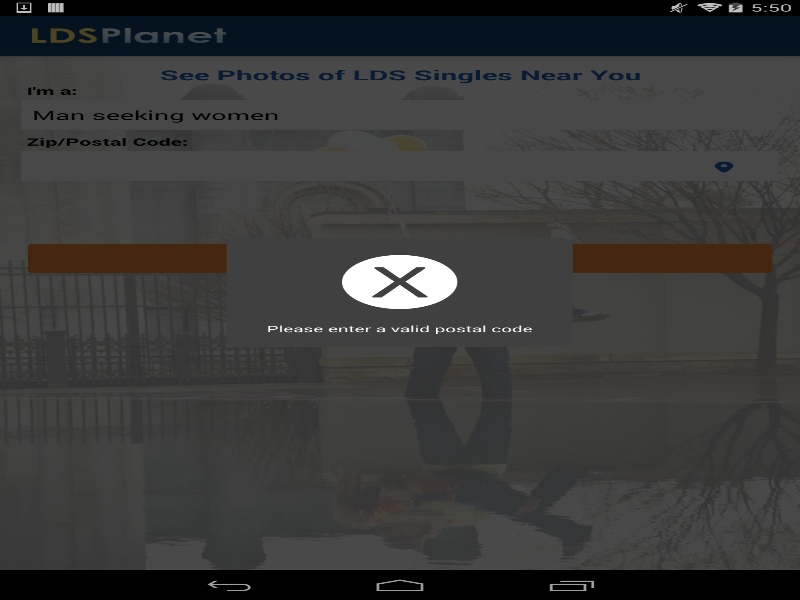 5:50
LDSPlanet
See Photos of LDS Singles Near You
I'm a:
Man seeking women
Zip/Postal Code:
Please enter a valid postal code